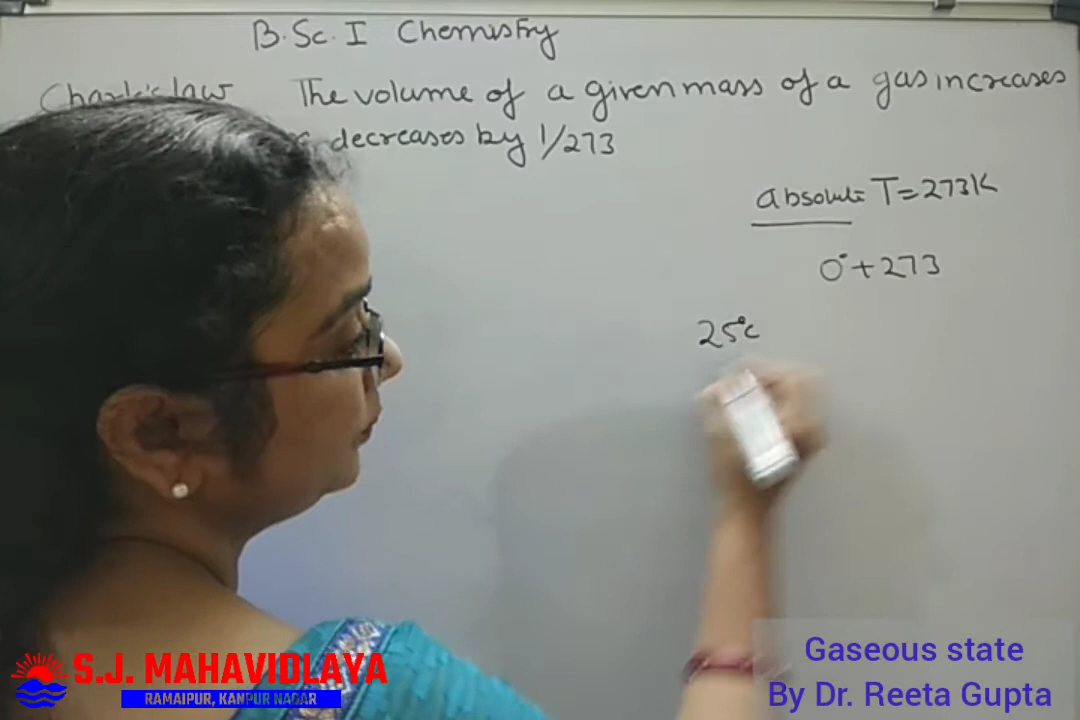 B.Sc. I Chemistry
law The volume of a given mass of a gas increases
decreases by 1/273
absolute T=273K
0°+273
25°C
S.J. MAHAVIDLAYA
RAMAIPUR, KANPUR NAGAR
Gaseous state
By Dr. Reeta Gupta